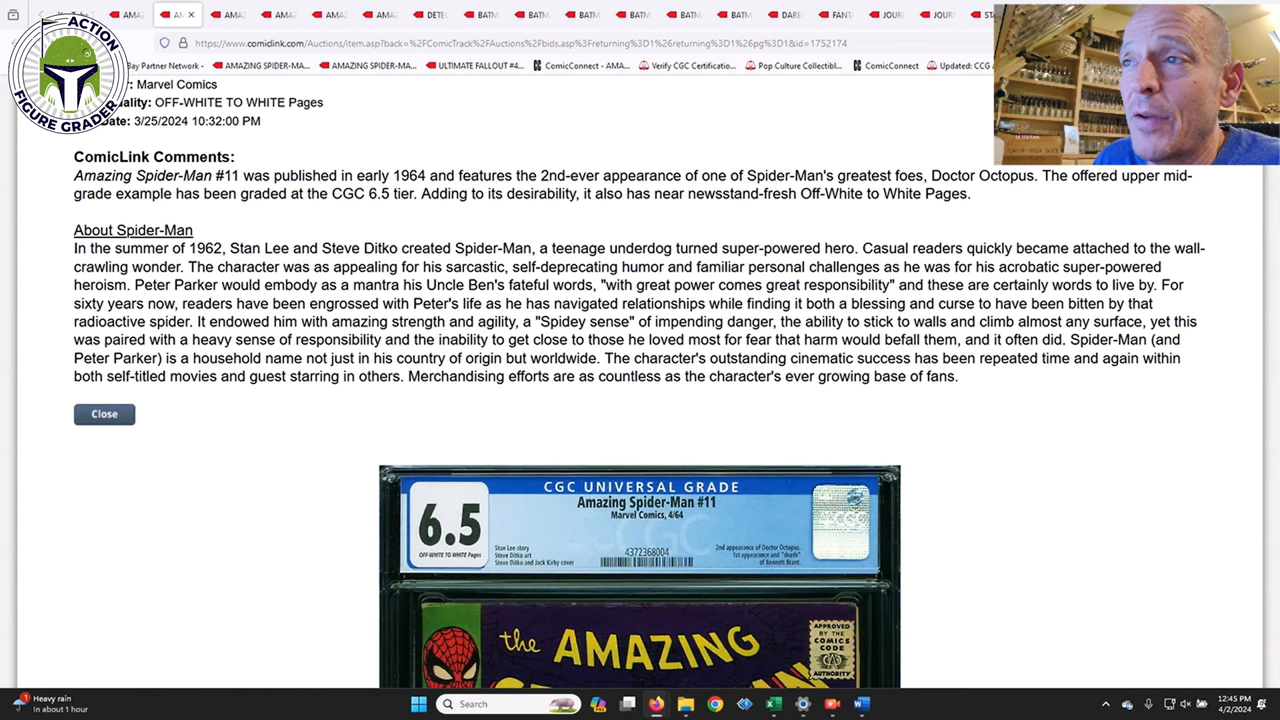 AMAZ
AM
AMA
AMA
AMA
AMA
DETEC
BATM
BATM
BATM
BATM
BATM
BATM
DARE
FANT
JOUR
JOUR
STA
ACTION
FIGURE GRADER
https://www.comiclink.com/Auctions/item.asp?back=%2FComicTrack%2FAuctions%2Fbids.asp%3Freturning%3D1%26returning%3D1%26pg%3D1&id=1752174
Bay Partner Network -
AMAZING SPIDER-MA...
AMAZING SPIDER-MA...
ULTIMATE FALLOUT #4...
ComicConnect - AMA...
Verify CGC Certificatio...
Pop Culture Collectibl...
ComicConnect
Updated: CCG
Marvel Comics
ality: OFF-WHITE TO WHITE Pages
Date: 3/25/2024 10:32:00 PM
ComicLink Comments:
Amazing Spider-Man #11 was published in early 1964 and features the 2nd-ever appearance of one of Spider-Man's greatest foes, Doctor Octopus. The offered upper mid-
grade example has been graded at the CGC 6.5 tier. Adding to its desirability, it also has near newsstand-fresh Off-White to White Pages.
About Spider-Man
In the summer of 1962, Stan Lee and Steve Ditko created Spider-Man, a teenage underdog turned super-powered hero. Casual readers quickly became attached to the wall-
crawling wonder. The character was as appealing for his sarcastic, self-deprecating humor and familiar personal challenges as he was for his acrobatic super-powered
heroism. Peter Parker would embody as a mantra his Uncle Ben's fateful words, "with great power comes great responsibility" and these are certainly words to live by. For
sixty years now, readers have been engrossed with Peter's life as he has navigated relationships while finding it both a blessing and curse to have been bitten by that
radioactive spider. It endowed him with amazing strength and agility, a "Spidey sense" of impending danger, the ability to stick to walls and climb almost any surface, yet this
was paired with a heavy sense of responsibility and the inability to get close to those he loved most for fear that harm would befall them, and it often did. Spider-Man (and
Peter Parker) is a household name not just in his country of origin but worldwide. The character's outstanding cinematic success has been repeated time and again within
both self-titled movies and guest starring in others. Merchandising efforts are as countless as the character's ever growing base of fans.
Close
CGC UNIVERSAL GRADE
6.5
OFF-WHITE TO WHITE Pages
Amazing Spider-Man #11
Marvel Comics, 4/64
Stan Lee story
Steve Ditko art
Steve Ditko and Jack Kirby cover
4372368004
2nd appearance of Doctor Octopus.
1st appearance and "death"
of Bennett Brant.
the AMAZING
APPROVED
BY THE
COMICS
CODE
AUTHORITY
Heavy rain
In about 1 hour
Search
12:45 PM
4/2/2024